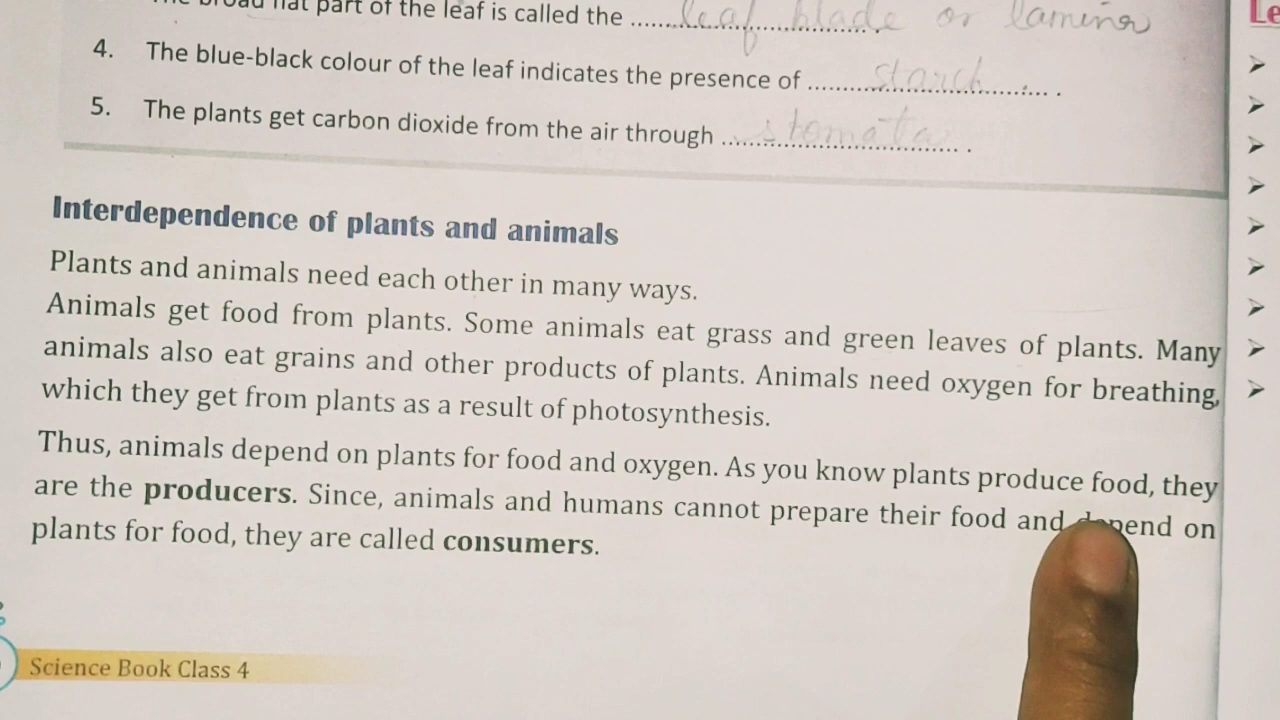 broad flat part of the leaf is called the .............. leaf blade or lamina
4. The blue-black colour of the leaf indicates the presence of .............. starch .............. .
5. The plants get carbon dioxide from the air through .............. stomata .............. .
Interdependence of plants and animals
Plants and animals need each other in many ways.
Animals get food from plants. Some animals eat grass and green leaves of plants. Many
animals also eat grains and other products of plants. Animals need oxygen for breathing,
which they get from plants as a result of photosynthesis.
Thus, animals depend on plants for food and oxygen. As you know plants produce food, they
are the producers. Since, animals and humans cannot prepare their food and depend on
plants for food, they are called consumers.
Science Book Class 4
Le